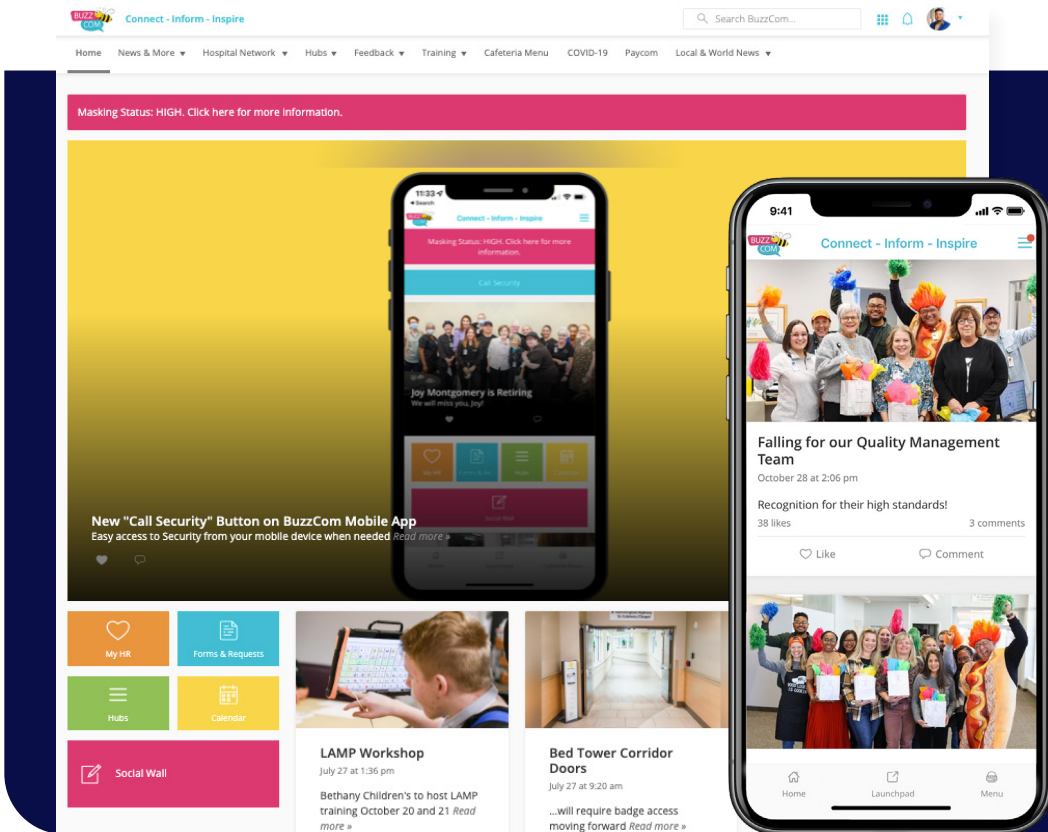 BUZZ
COM
Connect - Inform - Inspire
Search BuzzCom...
Home News & More Hospital Network Hubs Feedback Training Cafeteria Menu COVID-19 Paycom Local & World News
Masking Status: HIGH. Click here for more information.
11:33
Search
BUZZ
Connect - Inform - Inspire
Masking Status: HIGH. Click here for more
information.
Call Security
Joy Montgomery is Retiring
We will miss you, Joy!
Hubs
Calendar
Social Wall
New "Call Security" Button on BuzzCom Mobile App
Easy access to Security from your mobile device when needed Read more »
My HR
Forms & Requests
Hubs
Calendar
Social Wall
LAMP Workshop
July 27 at 1:36 pm
Bethany Children's to host LAMP
training October 20 and 21 Read
more »
Bed Tower Corridor
Doors
July 27 at 9:20 am
...will require badge access
moving forward Read more »
9:41
BUZZ
COM
Connect - Inform - Inspire
Falling for our Quality Management
Team
October 28 at 2:06 pm
Recognition for their high standards!
38 likes 3 comments
Like Comment
Home Launchpad Menu